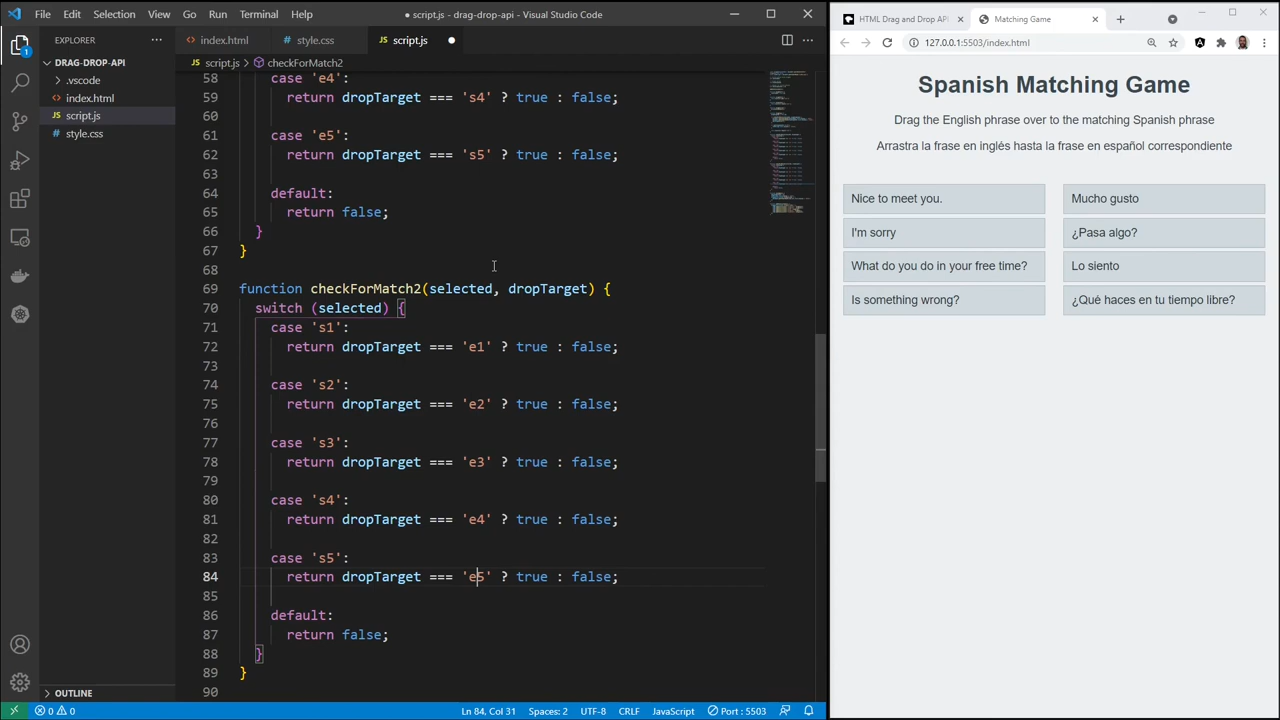 File Edit Selection View Go Run Terminal Help
● script.js - drag-drop-api - Visual Studio Code
EXPLORER
DRAG-DROP-API
.vscode
index.html
script.js
style.css
OUTLINE
1
index.html
style.css
script.js
script.js > checkForMatch2
58 case 'e4':
59 return dropTarget === 's4' ? true : false;
60
61 case 'e5':
62 return dropTarget === 's5' ? true : false;
63
64 default:
65 return false;
66 }
67 }
68
69 function checkForMatch2(selected, dropTarget) {
70 switch (selected) {
71 case 's1':
72 return dropTarget === 'e1' ? true : false;
73
74 case 's2':
75 return dropTarget === 'e2' ? true : false;
76
77 case 's3':
78 return dropTarget === 'e3' ? true : false;
79
80 case 's4':
81 return dropTarget === 'e4' ? true : false;
82
83 case 's5':
84 return dropTarget === 'e5' ? true : false;
85
86 default:
87 return false;
88 }
89 }
90
0 0 Ln 84, Col 31 Spaces: 2 UTF-8 CRLF JavaScript Port : 5503
HTML Drag and Drop API
Matching Game
127.0.0.1:5503/index.html
Spanish Matching Game
Drag the English phrase over to the matching Spanish phrase
Arrastra la frase en inglés hasta la frase en español correspondiente
Nice to meet you. Mucho gusto
I'm sorry ¿Pasa algo?
What do you do in your free time? Lo siento
Is something wrong? ¿Qué haces en tu tiempo libre?